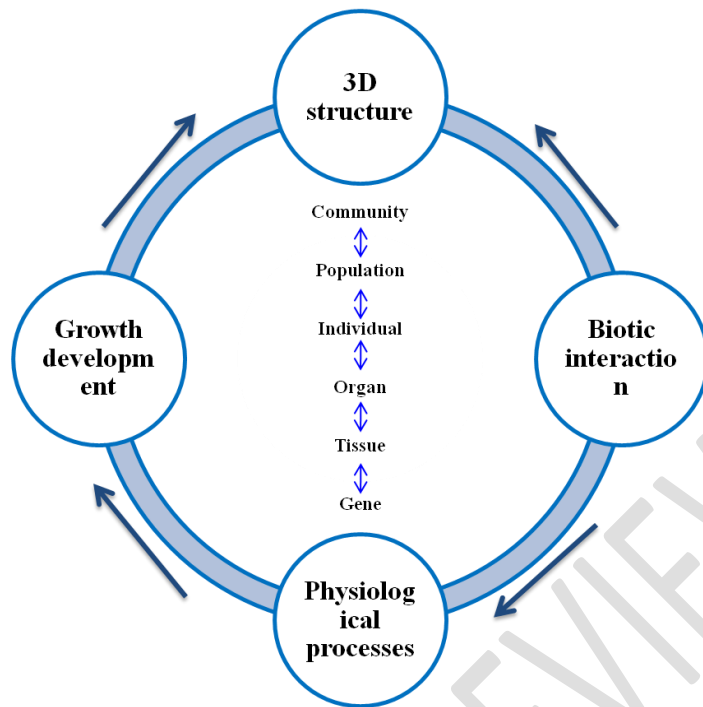 3D
structure
Community
Population
Individual
Organ
Tissue
Gene
Growth
developm
ent
Biotic
interactio
n
Physiolog
ical
processes